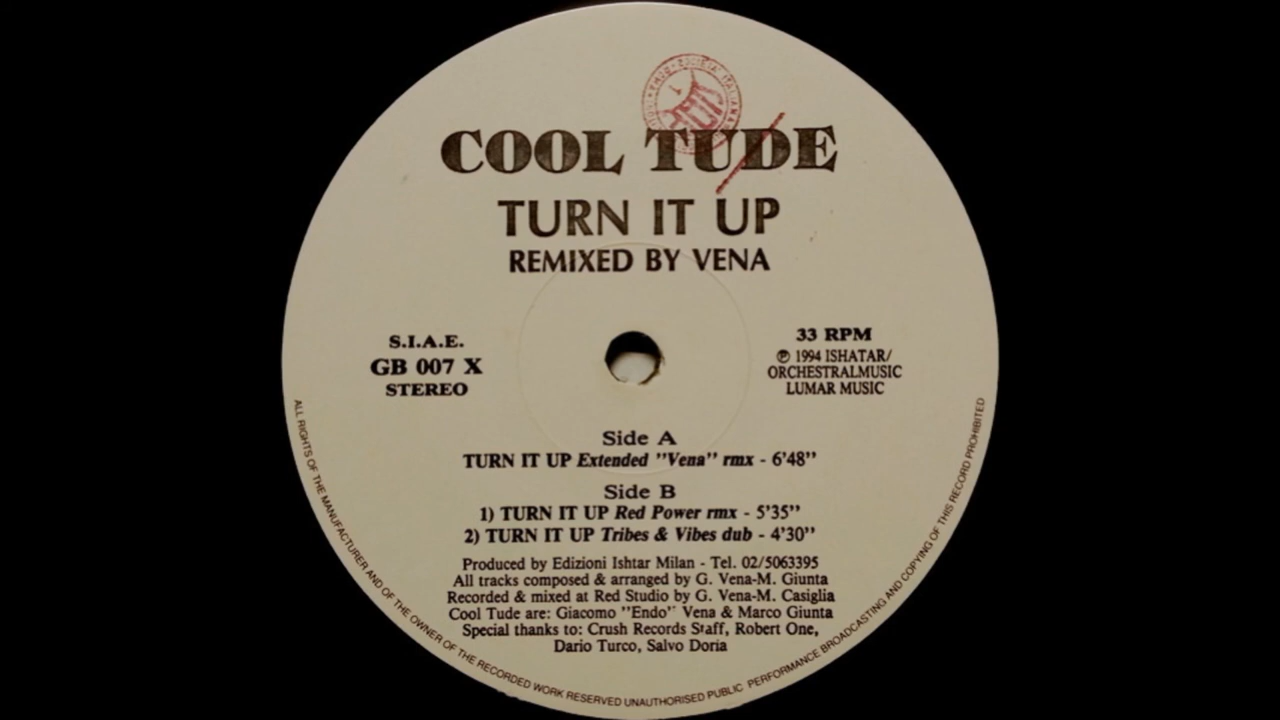 COOL TUDE
TURN IT UP
REMIXED BY VENA
S.I.A.E.
GB 007 X
STEREO
33 RPM
℗ 1994 ISHATAR/
ORCHESTRALMUSIC
LUMAR MUSIC
Side A
TURN IT UP Extended "Vena" rmx - 6'48"
Side B
1) TURN IT UP Red Power rmx - 5'35"
2) TURN IT UP Tribes & Vibes dub - 4'30"
Produced by Edizioni Ishtar Milan - Tel. 02/5063395
All tracks composed & arranged by G. Vena-M. Giunta
Recorded & mixed at Red Studio by G. Vena-M. Casiglia
Cool Tude are: Giacomo "Endo" Vena & Marco Giunta
Special thanks to: Crush Records Staff, Robert One,
Dario Turco, Salvo Doria
ALL RIGHTS OF THE MANUFACTURER AND OF THE OWNER OF THE RECORDED WORK RESERVED UNAUTHORISED PUBLIC PERFORMANCE BROADCASTING AND COPYING OF THIS RECORD PROHIBITED